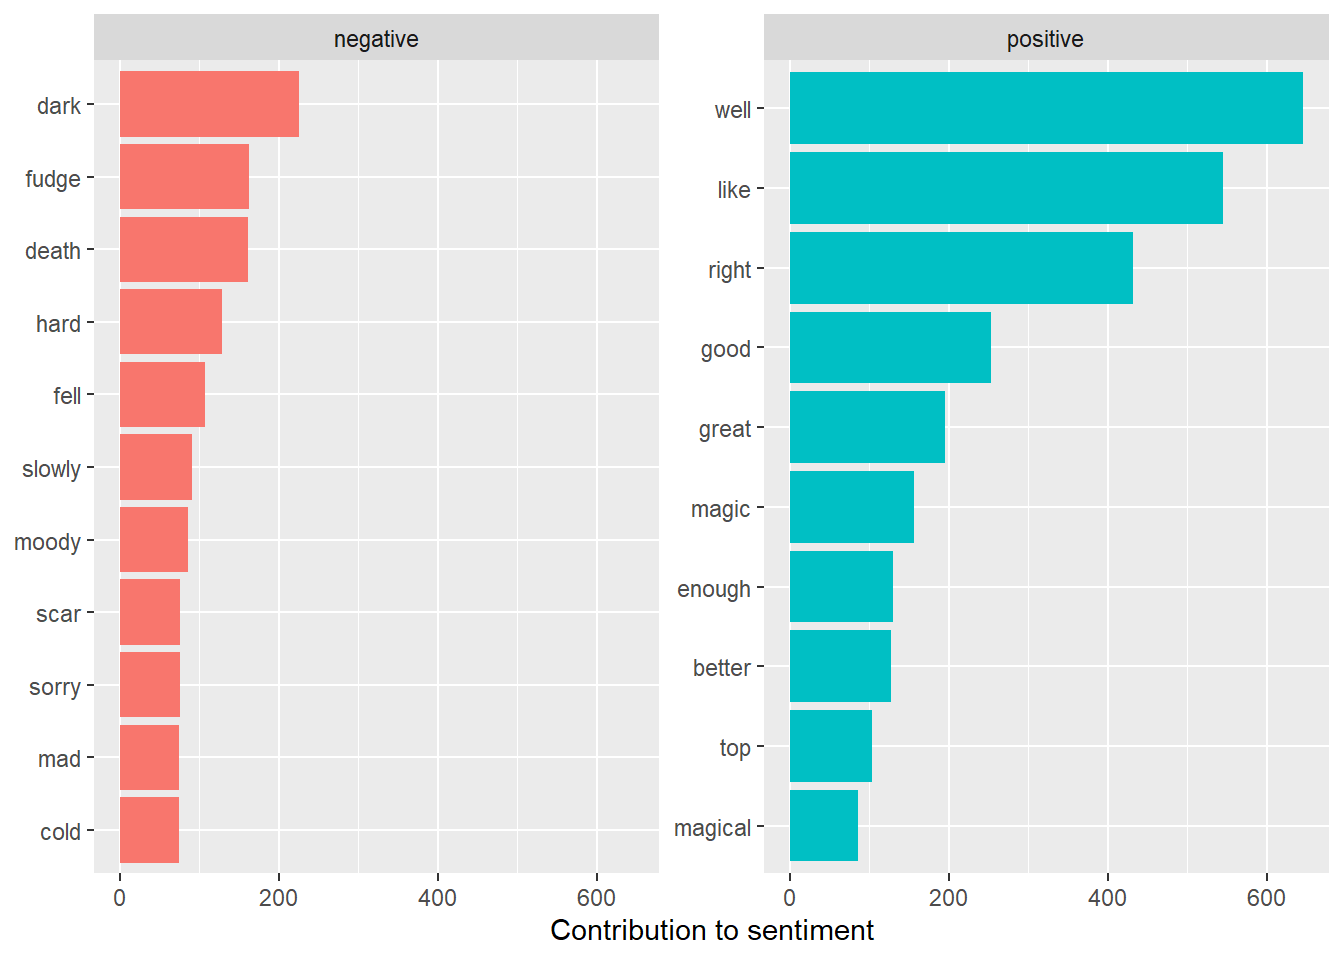 negative
dark
fudge
death
hard
fell
slowly
moody
scar
sorry
mad
cold
0 200 400 600
positive
well
like
right
good
great
magic
enough
better
top
magical
0 200 400 600
Contribution to sentiment